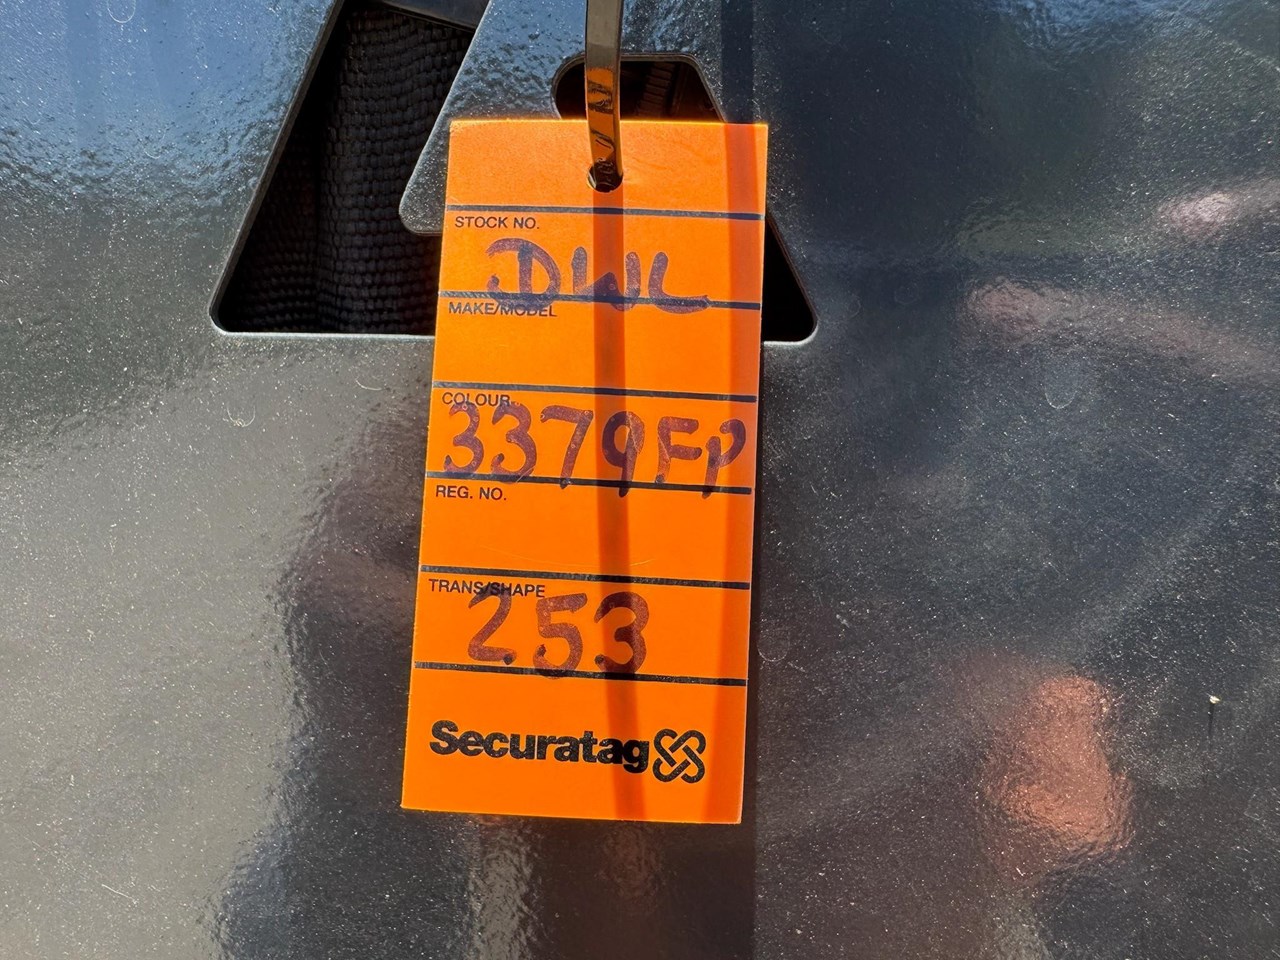 STOCK NO.
DWL
MAKE/MODEL
COLOUR
3379FP
REG. NO.
TRANS/SHAPE
253
Securatag